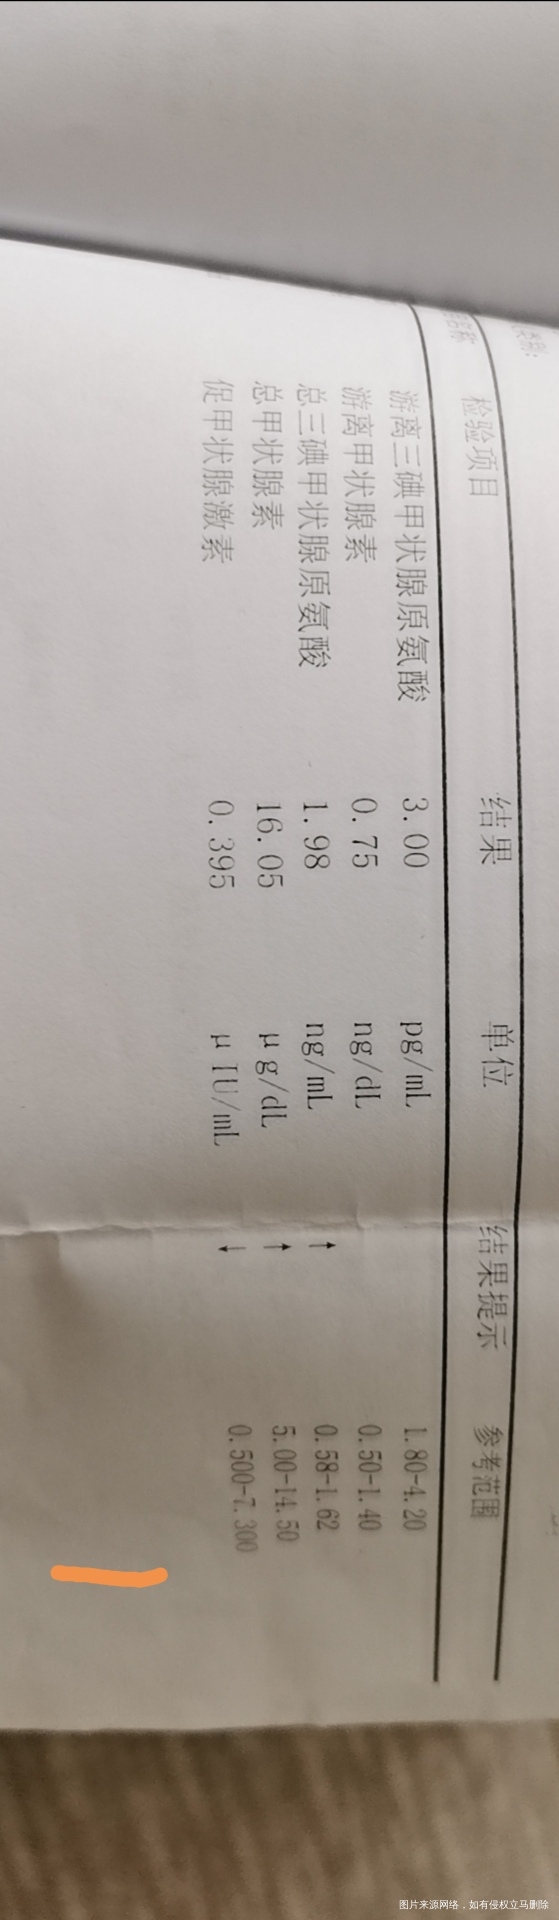 类别:
名称
检验项目 结果 单位 结果提示 参考范围
游离三碘甲状腺原氨酸 3.00 pg/mL 1.80-4.20
游离甲状腺素 0.75 ng/dL 0.50-1.40
总三碘甲状腺原氨酸 1.98 ng/mL ↑ 0.58-1.62
总甲状腺素 16.05 μg/dL ↑ 5.00-14.50
促甲状腺激素 0.395 μIU/mL ↓ 0.500-7.300
图片来源网络，如有侵权立马删除